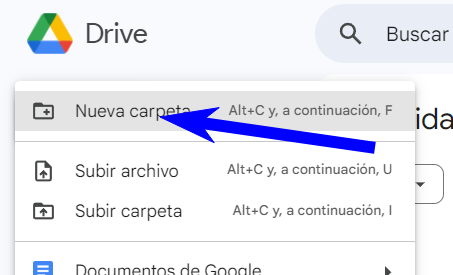 Drive
Buscar
Nueva carpeta Alt+C y, a continuación, F
ida
Subir archivo Alt+C y, a continuación, U
Subir carpeta Alt+C y, a continuación, I
Documentos de Google